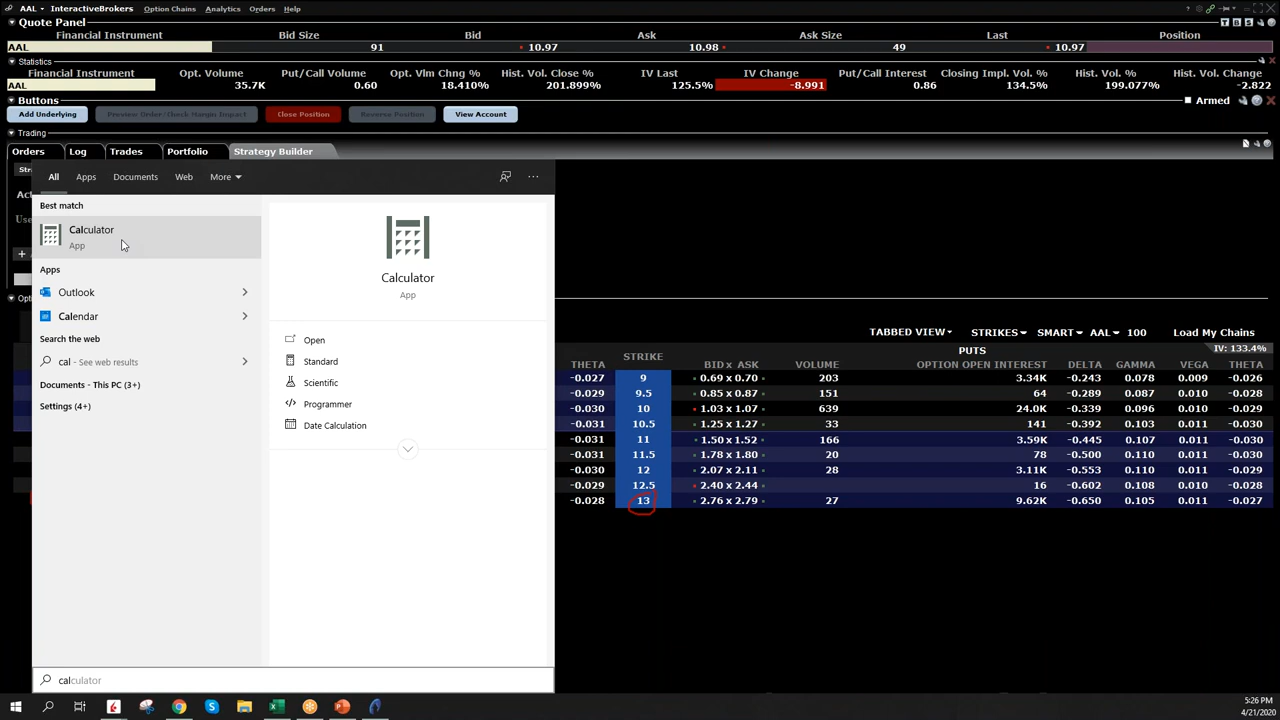 AAL InteractiveBrokers Option Chains Analytics Orders Help
Quote Panel
Financial Instrument Bid Size Bid Ask Ask Size Last Position
AAL 91 10.97 10.98 49 10.97
Statistics
Financial Instrument Opt. Volume Put/Call Volume Opt. Vlm Chng % Hist. Vol. Close % IV Last IV Change Put/Call Interest Closing Impl. Vol. % Hist. Vol. % Hist. Vol. Change
AAL 35.7K 0.60 18.410% 201.899% 125.5% -8.991 0.86 134.5% 199.077% -2.822
Buttons Armed
Add Underlying Preview Order/Check Margin Impact Close Position Reverse Position View Account
Trading
Orders Log Trades Portfolio Strategy Builder
All Apps Documents Web More
Best match
Calculator
App
Apps
Outlook
Calendar
Search the web
cal - See web results
Documents - This PC (3+)
Settings (4+)
Calculator
App
Open
Standard
Scientific
Programmer
Date Calculation
calculator
TABBED VIEW STRIKES SMART AAL 100 Load My Chains
PUTS IV: 133.4%
THETA STRIKE BID x ASK VOLUME OPTION OPEN INTEREST DELTA GAMMA VEGA THETA
-0.027 9 0.69 x 0.70 203 3.34K -0.243 0.078 0.009 -0.026
-0.029 9.5 0.85 x 0.87 151 64 -0.289 0.087 0.010 -0.028
-0.030 10 1.03 x 1.07 639 24.0K -0.339 0.096 0.010 -0.029
-0.031 10.5 1.25 x 1.27 33 141 -0.392 0.103 0.011 -0.030
-0.031 11 1.50 x 1.52 166 3.59K -0.445 0.107 0.011 -0.030
-0.031 11.5 1.78 x 1.80 20 78 -0.500 0.110 0.011 -0.030
-0.030 12 2.07 x 2.11 28 3.11K -0.553 0.110 0.011 -0.029
-0.029 12.5 2.40 x 2.44 16 -0.602 0.108 0.010 -0.028
-0.028 13 2.76 x 2.79 27 9.62K -0.650 0.105 0.011 -0.027
5:26 PM
4/21/2020